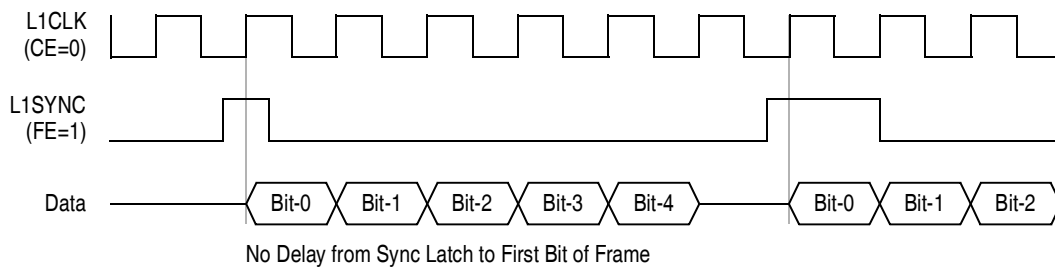 L1CLK
(CE=0)
L1SYNC
(FE=1)
Data Bit-0 Bit-1 Bit-2 Bit-3 Bit-4 Bit-0 Bit-1 Bit-2
No Delay from Sync Latch to First Bit of Frame